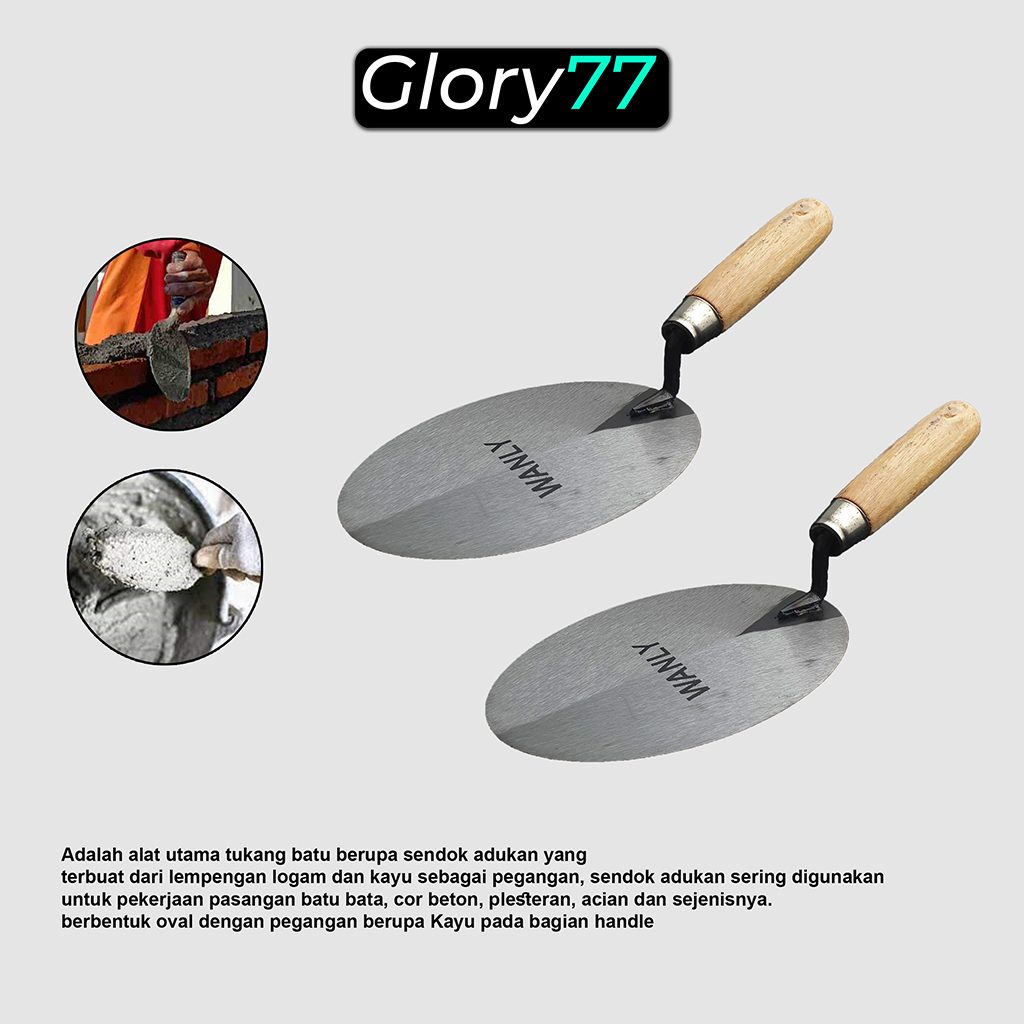 Glory77
WANLY
WANLY
Adalah alat utama tukang batu berupa sendok adukan yang
terbuat dari lempengan logam dan kayu sebagai pegangan, sendok adukan sering digunakan
untuk pekerjaan pasangan batu bata, cor beton, plesteran, acian dan sejenisnya.
berbentuk oval dengan pegangan berupa Kayu pada bagian handle